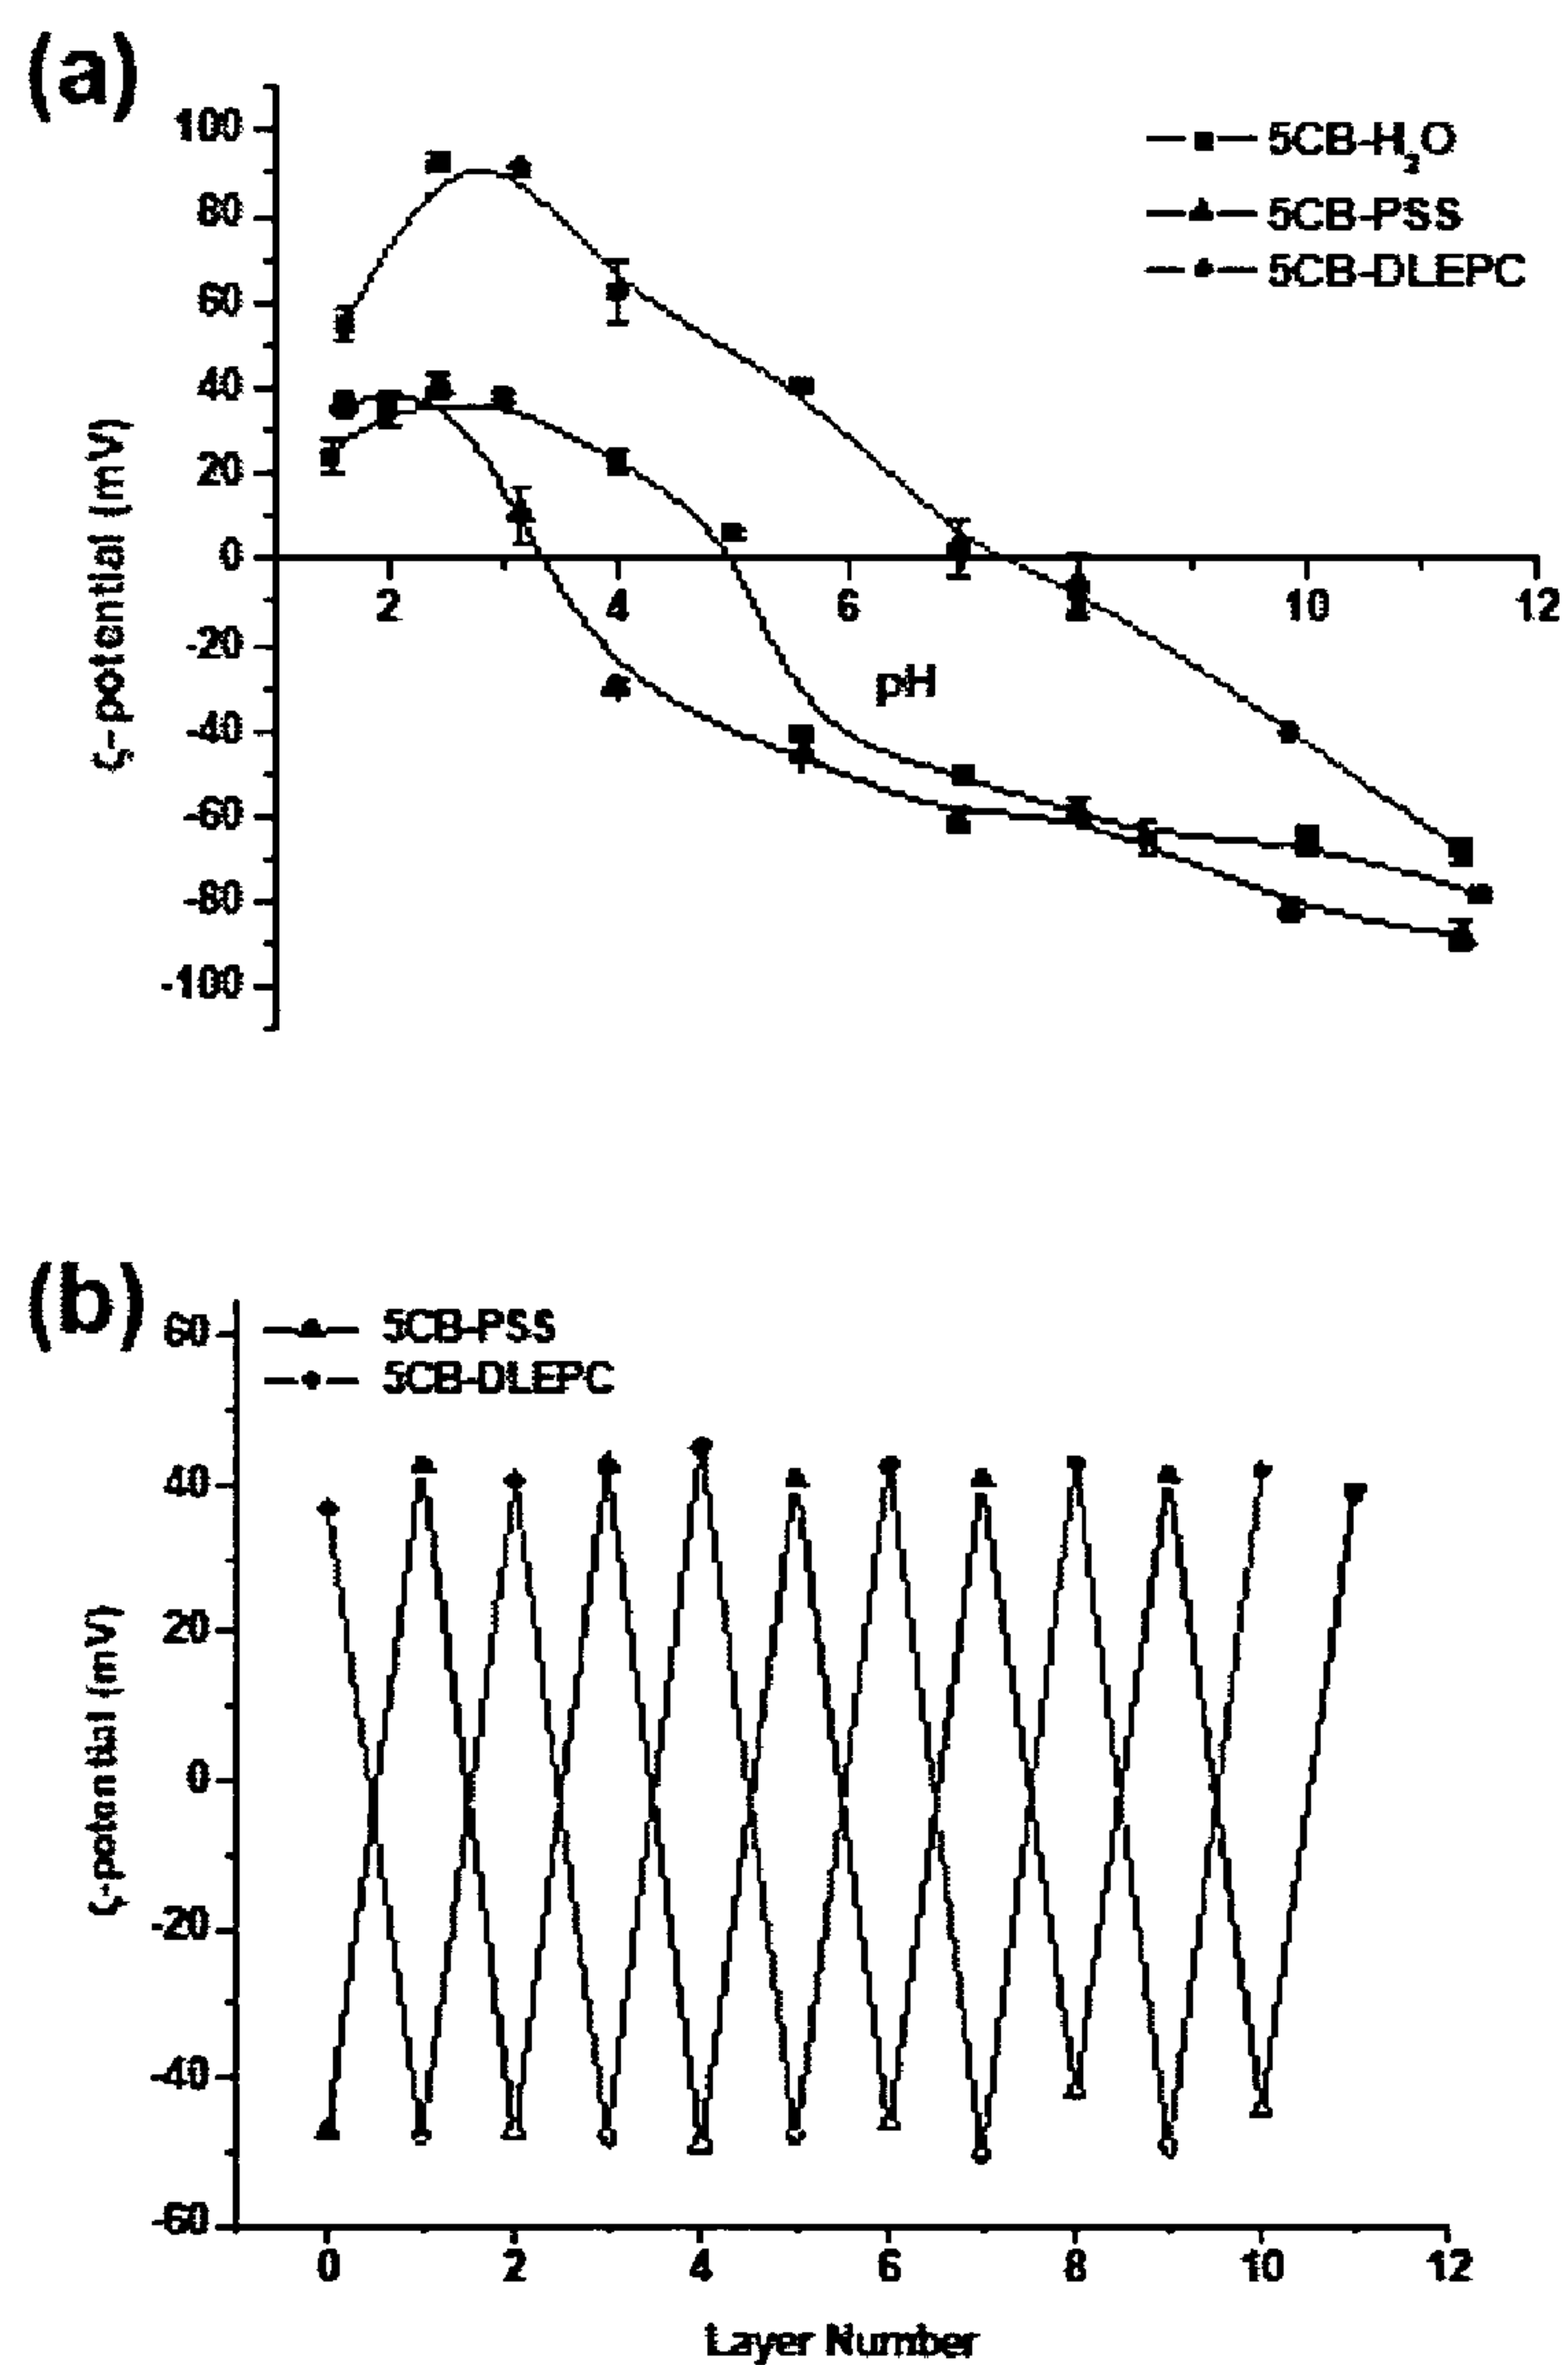 (a)
100
80
60
40
20
0
-20
-40
-60
-80
-100
ζ-potential (mV)
2
4
6
8
10
12
pH
5CB-H₂O
5CB-PSS
5CB-DLEPC
(b)
60
40
20
0
-20
-40
-60
ζ-potential (mV)
5CB-PSS
5CB-DLEPC
0
2
4
6
8
10
12
Layer Number